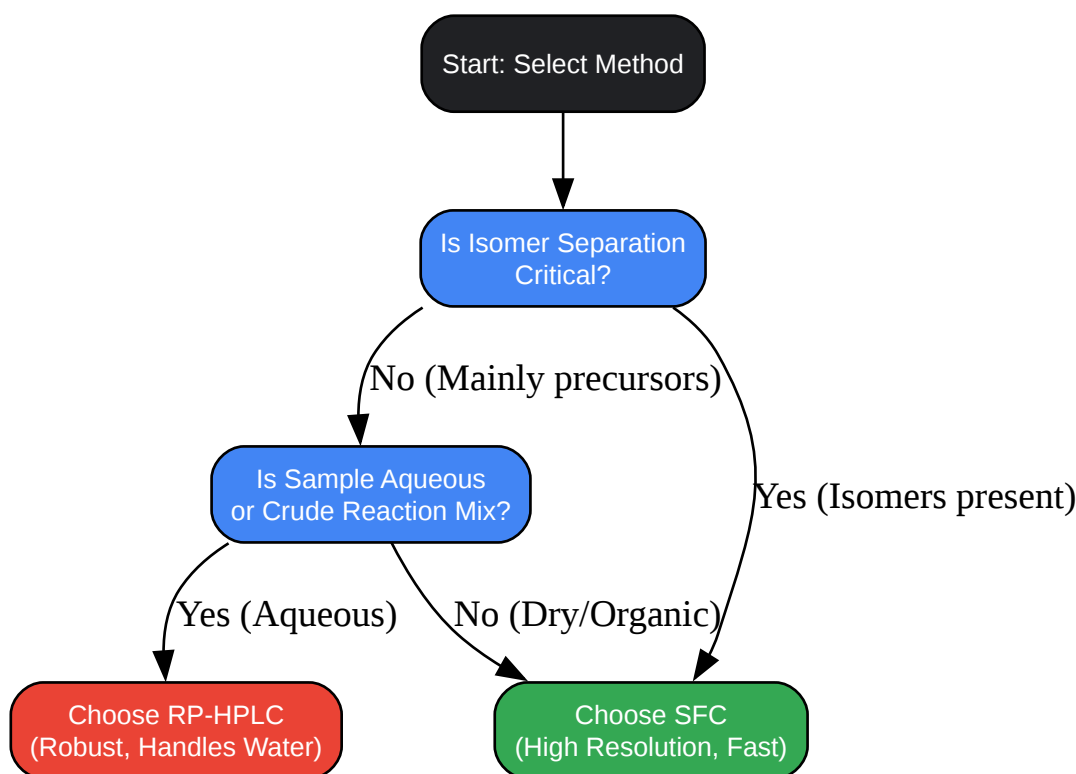 Start: Select Method
Is Isomer Separation
Critical?
No (Mainly precursors)
Is Sample Aqueous
or Crude Reaction Mix?
Yes (Isomers present)
Yes (Aqueous)
No (Dry/Organic)
Choose RP-HPLC
(Robust, Handles Water)
Choose SFC
(High Resolution, Fast)